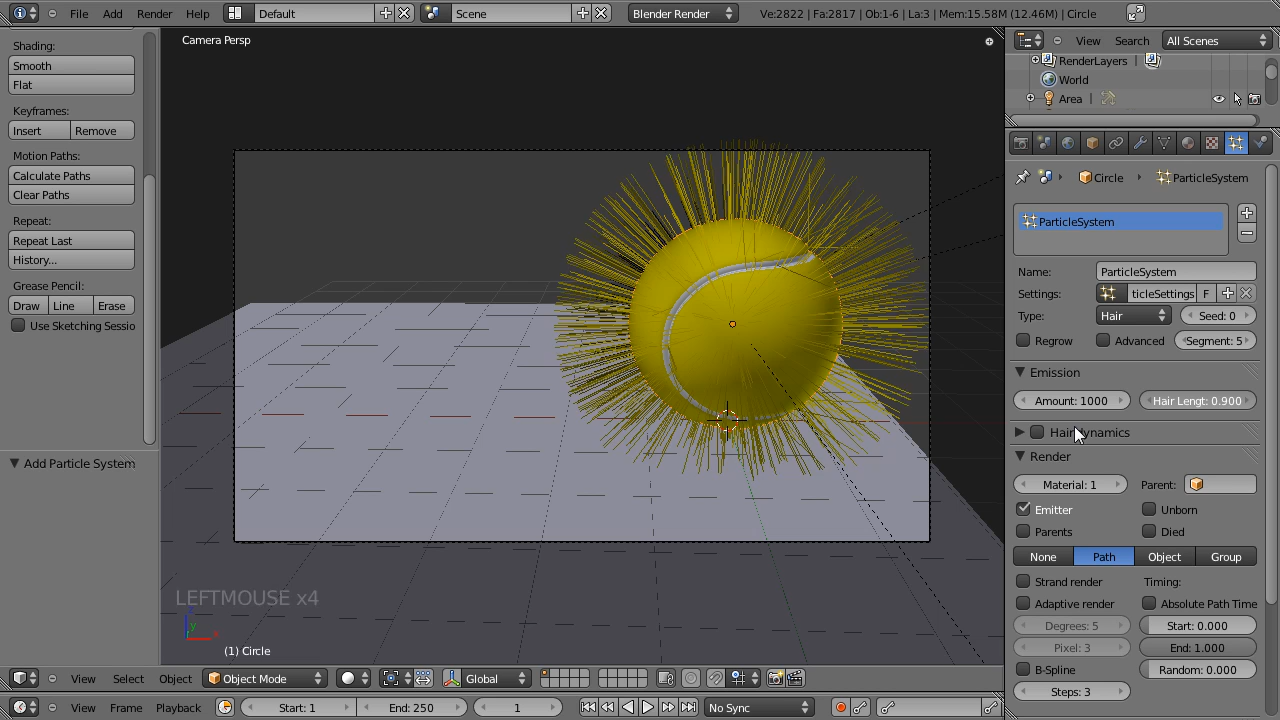 File Add Render Help Default Scene Blender Render Ve:2822 | Fa:2817 | Ob:1-6 | La:3 | Mem:15.58M (12.46M) | Circle
Camera Persp
Shading:
Smooth
Flat
Keyframes:
Insert Remove
Motion Paths:
Calculate Paths
Clear Paths
Repeat:
Repeat Last
History...
Grease Pencil:
Draw Line Erase
Use Sketching Sessio
Add Particle System
LEFTMOUSE x4
z
y
x
(1) Circle
View Select Object Object Mode Global
View Frame Playback Start: 1 End: 250 1 No Sync
View Search All Scenes
RenderLayers |
World
Area |
Circle ParticleSystem
ParticleSystem
Name: ParticleSystem
Settings: ticleSettings F
Type: Hair Seed: 0
Regrow Advanced Segment: 5
Emission
Amount: 1000 Hair Lengt: 0.900
Hair dynamics
Render
Material: 1 Parent:
Emitter Unborn
Parents Died
None Path Object Group
Strand render Timing:
Adaptive render Absolute Path Time
Degrees: 5 Start: 0.000
Pixel: 3 End: 1.000
B-Spline Random: 0.000
Steps: 3